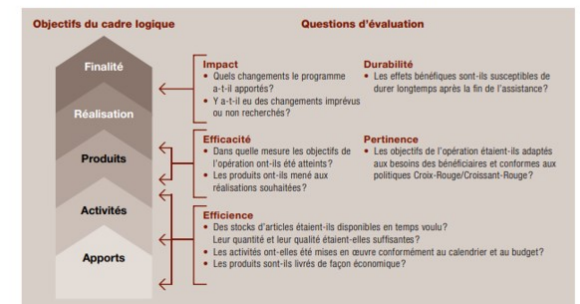 Objectifs du cadre logique
Questions d'évaluation
Finalité
Réalisation
Produits
Activités
Apports
Impact
• Quels changements le programme
a-t-il apportés?
• Y a-t-il eu des changements imprévus
ou non recherchés?
Durabilité
• Les effets bénéfiques sont-ils susceptibles de
durer longtemps après la fin de l'assistance?
Efficacité
• Dans quelle mesure les objectifs de
l'opération ont-ils été atteints?
• Les produits ont-ils mené aux
réalisations souhaitées?
Pertinence
• Les objectifs de l'opération étaient-ils adaptés
aux besoins des bénéficiaires et conformes aux
politiques Croix-Rouge/Croissant-Rouge?
Efficience
• Des stocks d'articles étaient-ils disponibles en temps voulu?
Leur quantité et leur qualité étaient-elles suffisantes?
• Les activités ont-elles été mises en œuvre conformément au calendrier et au budget?
• Les produits sont-ils livrés de façon économique?